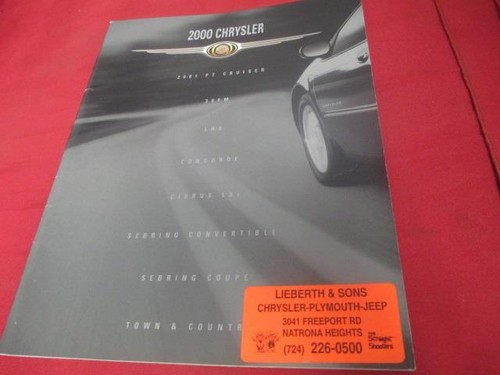 2000 CHRYSLER
2001 PT CRUISER
300M
LHS
CONCORDE
CIRRUS LXi
SEBRING CONVERTIBLE
SEBRING COUPE
TOWN & COUNTR
LIEBERTH & SONS
CHRYSLER-PLYMOUTH-JEEP
3041 FREEPORT RD
NATRONA HEIGHTS
(724) 226-0500
The Straight Shooters